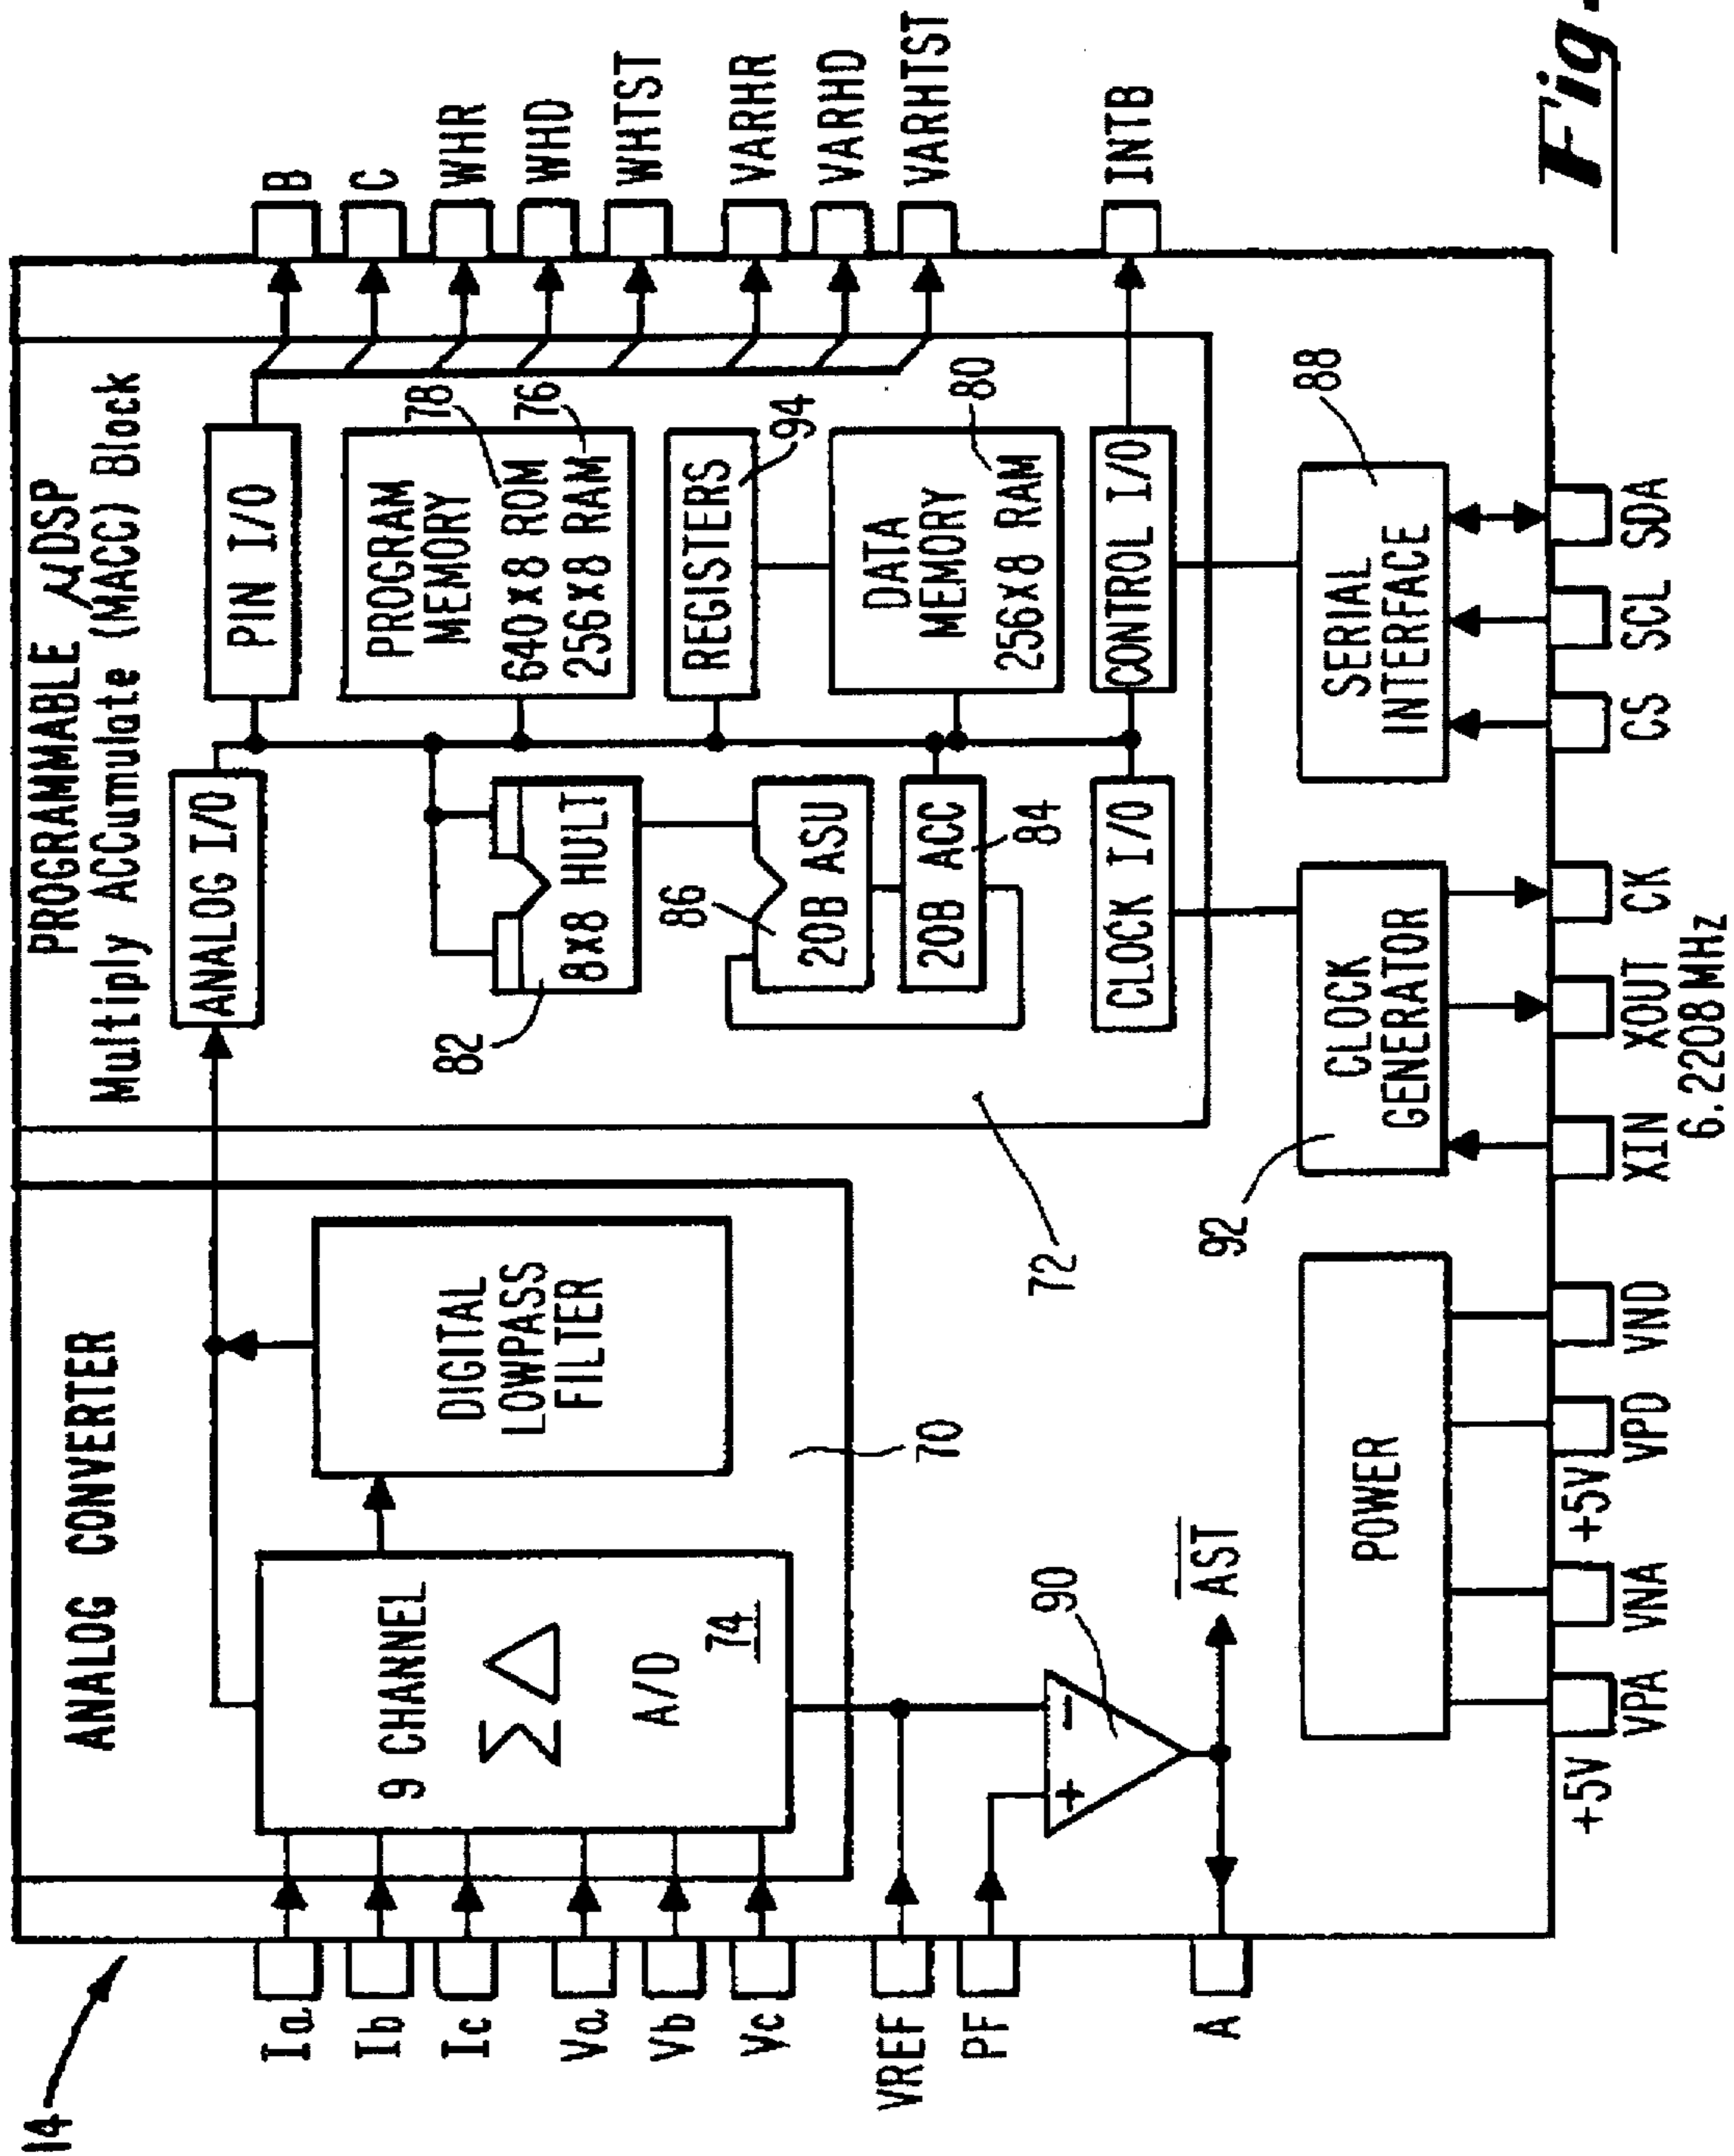 14
ANALOG CONVERTER
9 CHANNEL
ΣΔ
A/D
74
DIGITAL
LOWPASS
FILTER
70
PROGRAMMABLE μDSP
Multiply ACCumulate (MACC) Block
ANALOG I/O
PIN I/O
8x8 HULT
82
86
20B ASU
20B ACC
84
CLOCK I/O
PROGRAM
MEMORY
640x8 ROM
256x8 RAM
78
76
REGISTERS
94
DATA
MEMORY
256x8 RAM
80
CONTROL I/O
72
Ia
Ib
Ic
Va
Vb
Vc
VREF
PF
A
+
-
90
AST
B
C
WHR
WHD
WHTST
VARHR
VARHD
VARHTST
INTB
POWER
92
CLOCK
GENERATOR
SERIAL
INTERFACE
88
+5V
VPA
VNA
+5V
VPD
VND
XIN
XOUT
CK
6.2208 MHz
CS
SCL
SDA
Fig.